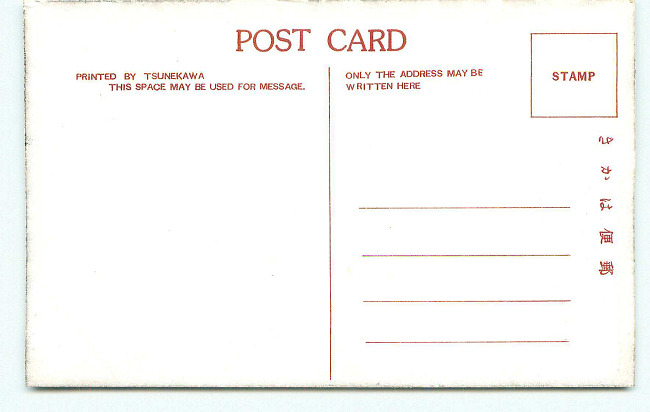 POST CARD
PRINTED BY TSUNEKAWA
THIS SPACE MAY BE USED FOR MESSAGE.
ONLY THE ADDRESS MAY BE
WRITTEN HERE
STAMP
郵便はかき